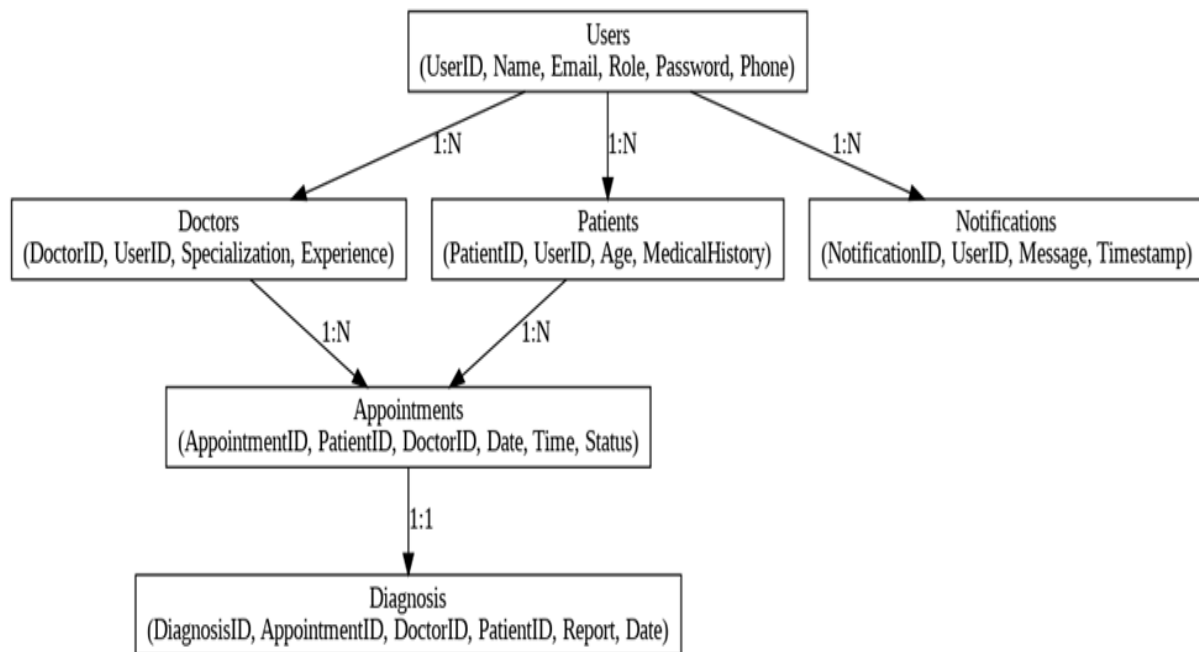 Users
(UserID, Name, Email, Role, Password, Phone)
1:N
1:N
1:N
Doctors
(DoctorID, UserID, Specialization, Experience)
Patients
(PatientID, UserID, Age, MedicalHistory)
Notifications
(NotificationID, UserID, Message, Timestamp)
1:N
1:N
Appointments
(AppointmentID, PatientID, DoctorID, Date, Time, Status)
1:1
Diagnosis
(DiagnosisID, AppointmentID, DoctorID, PatientID, Report, Date)